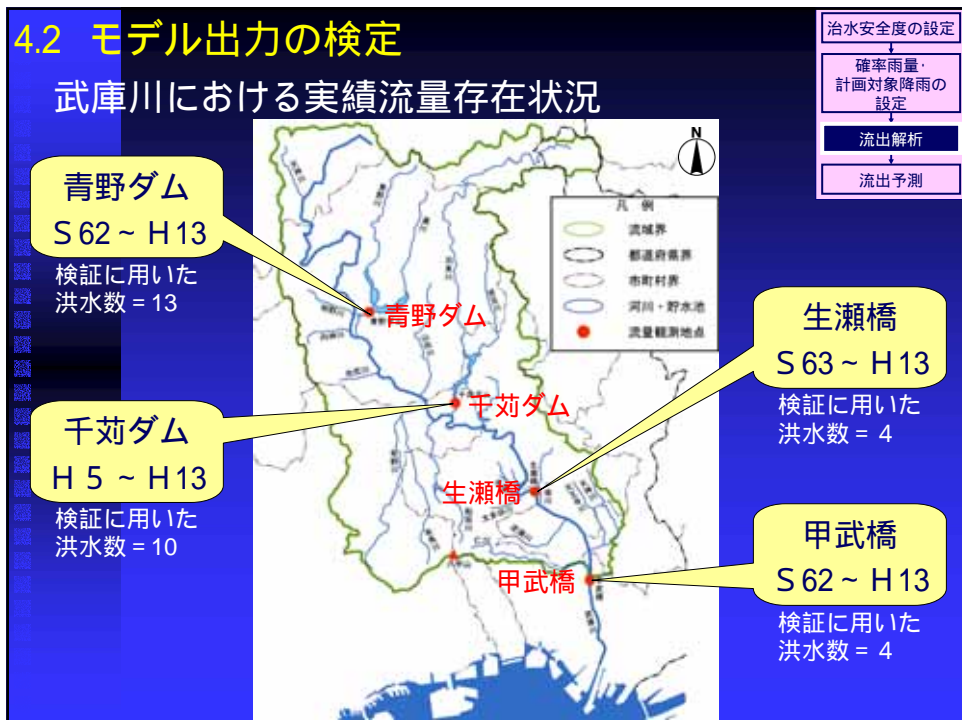 4.2 モデル出力の検定
武庫川における実績流量存在状況
治水安全度の設定
確率雨量・
計画対象降雨の
設定
流出解析
流出予測
青野ダム
S62~H13
検証に用いた
洪水数=13
千苅ダム
H5~H13
検証に用いた
洪水数=10
N
凡例
流域界
都道府県界
市町村界
河川・貯水池
流量観測地点
青野ダム
千苅ダム
生瀬橋
甲武橋
生瀬橋
S63~H13
検証に用いた
洪水数=4
甲武橋
S62~H13
検証に用いた
洪水数=4